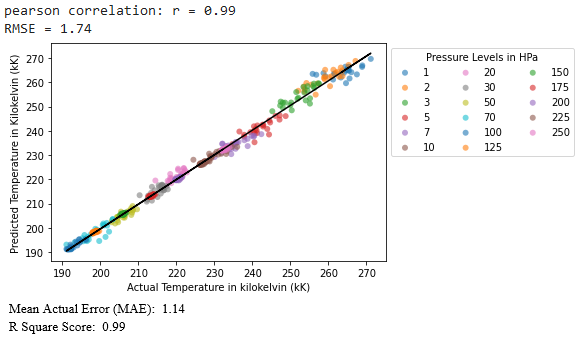 pearson correlation: r = 0.99
RMSE = 1.74
Predicted Temperature in Kilokelvin (kK)
270
260
250
240
230
220
210
200
190
190 200 210 220 230 240 250 260 270
Actual Temperature in kilokelvin (kK)
Pressure Levels in HPa
1 20 150
2 30 175
3 50 200
5 70 225
7 100 250
10 125
Mean Actual Error (MAE): 1.14
R Square Score: 0.99